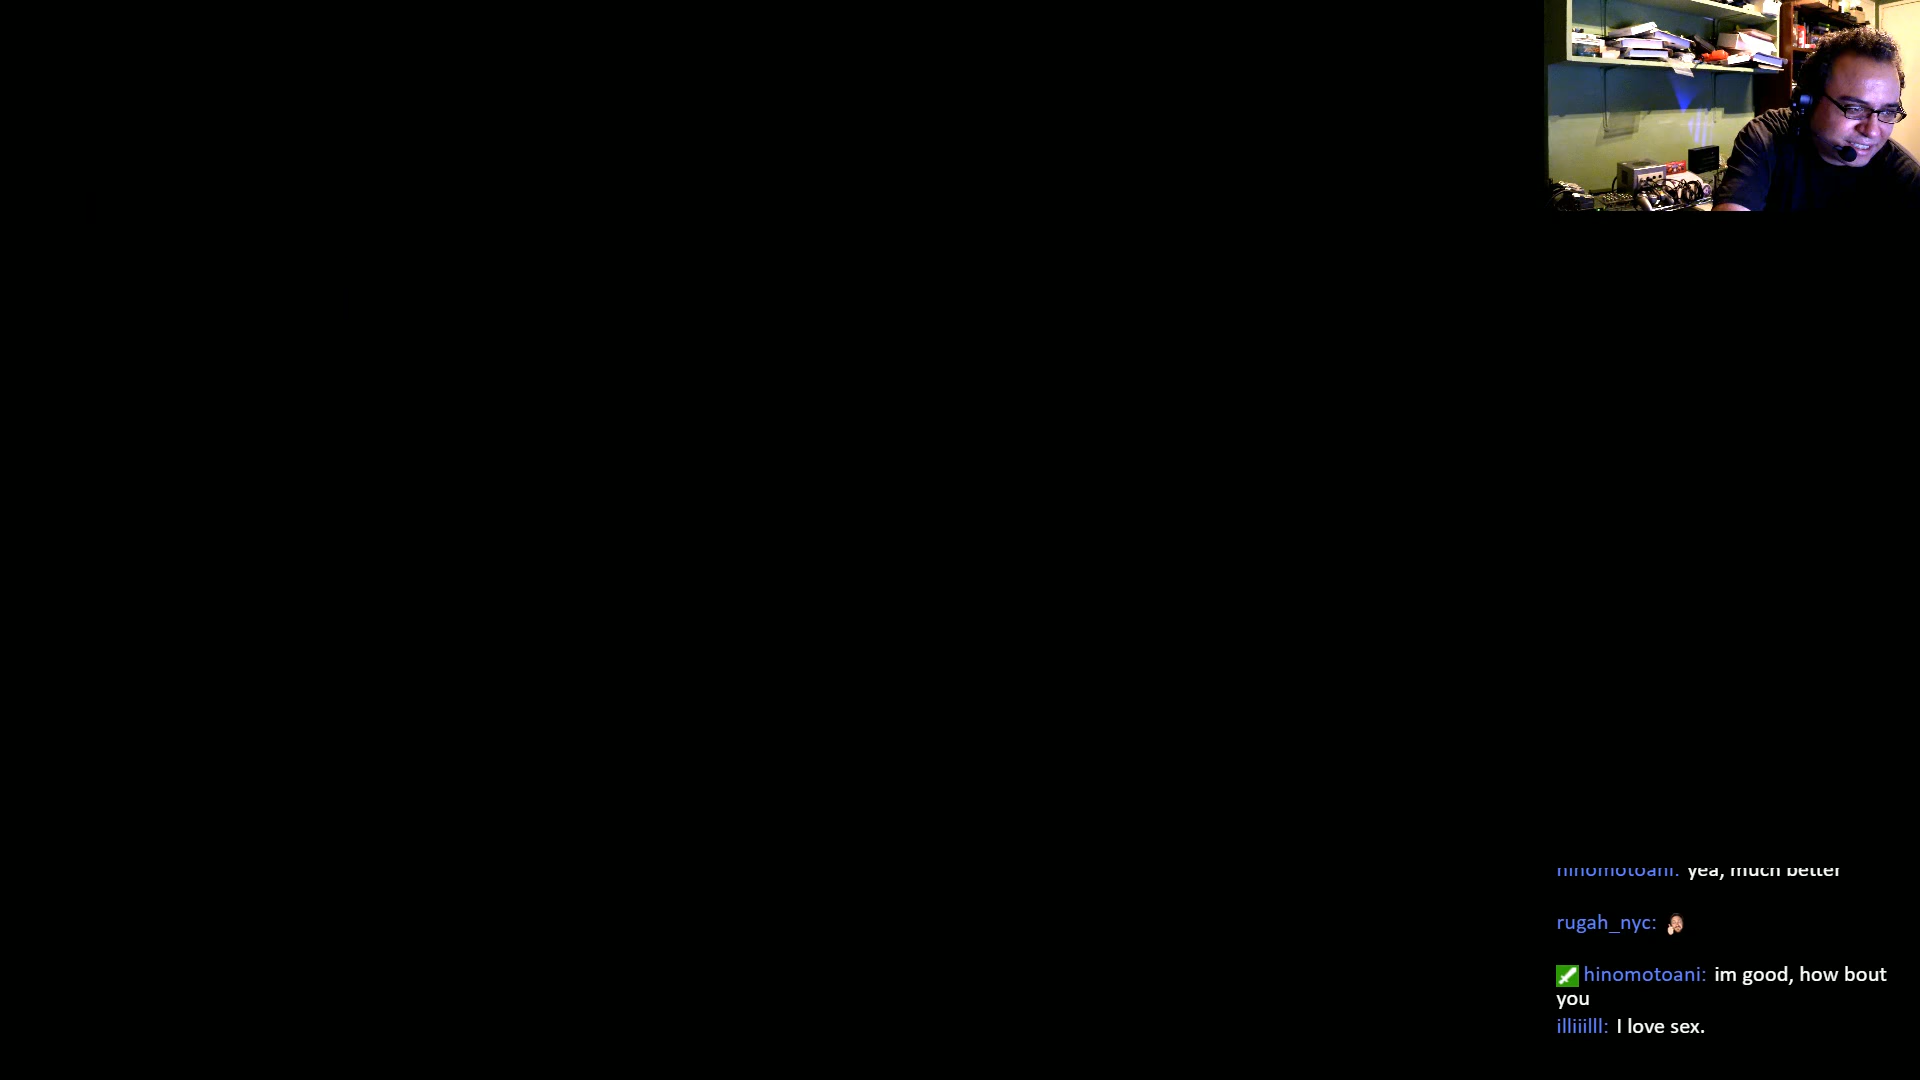 hinomotoani: yea, much better
rugah_nyc:
hinomotoani: im good, how bout
you
illiiilll: I love sex.